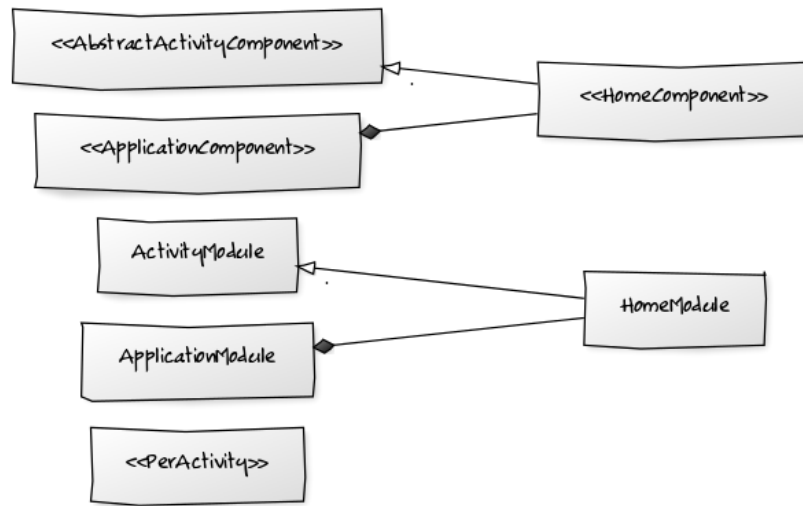 <<AbstractActivityComponent>>
<<HomeComponent>>
<<ApplicationComponent>>
ActivityModule
HomeModule
ApplicationModule
<<PerActivity>>